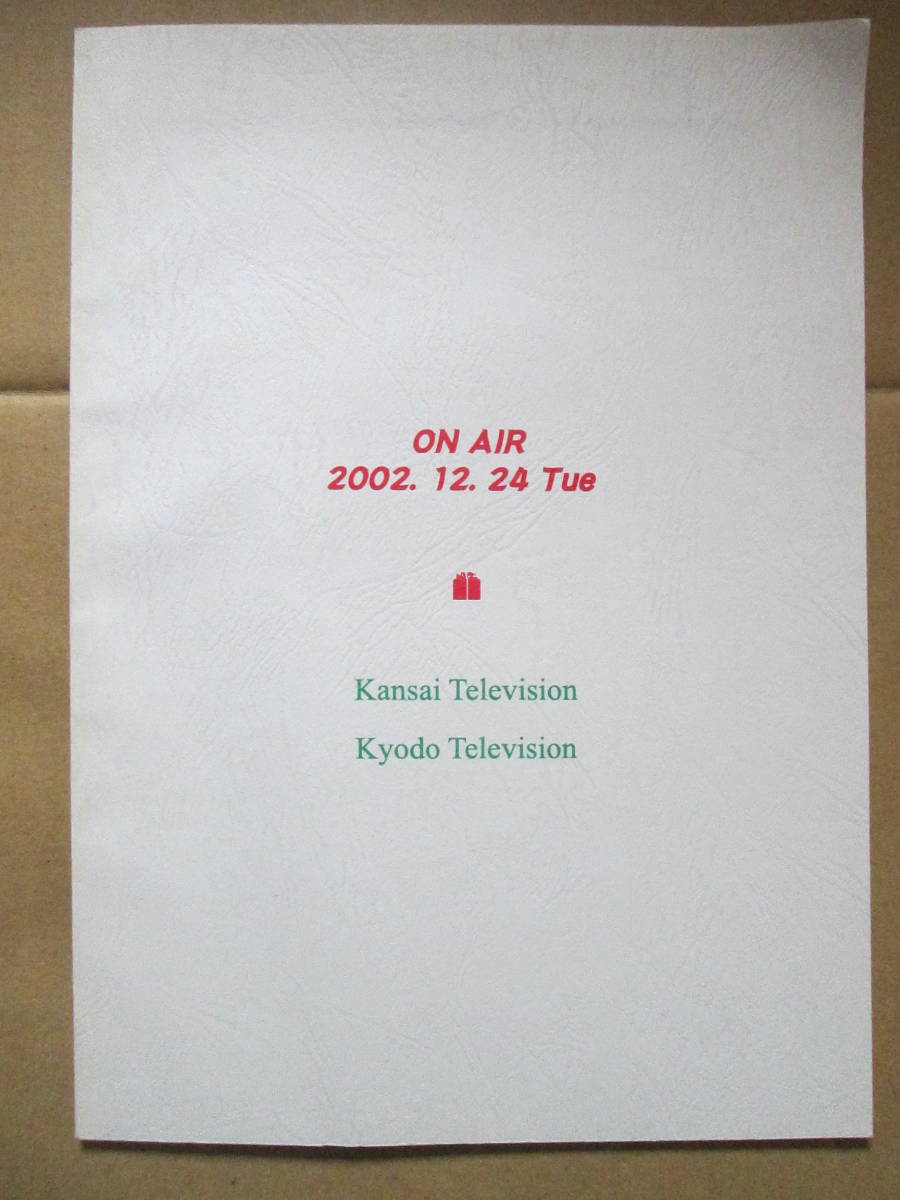 ON AIR
2002. 12. 24 Tue
Kansai Television
Kyodo Television